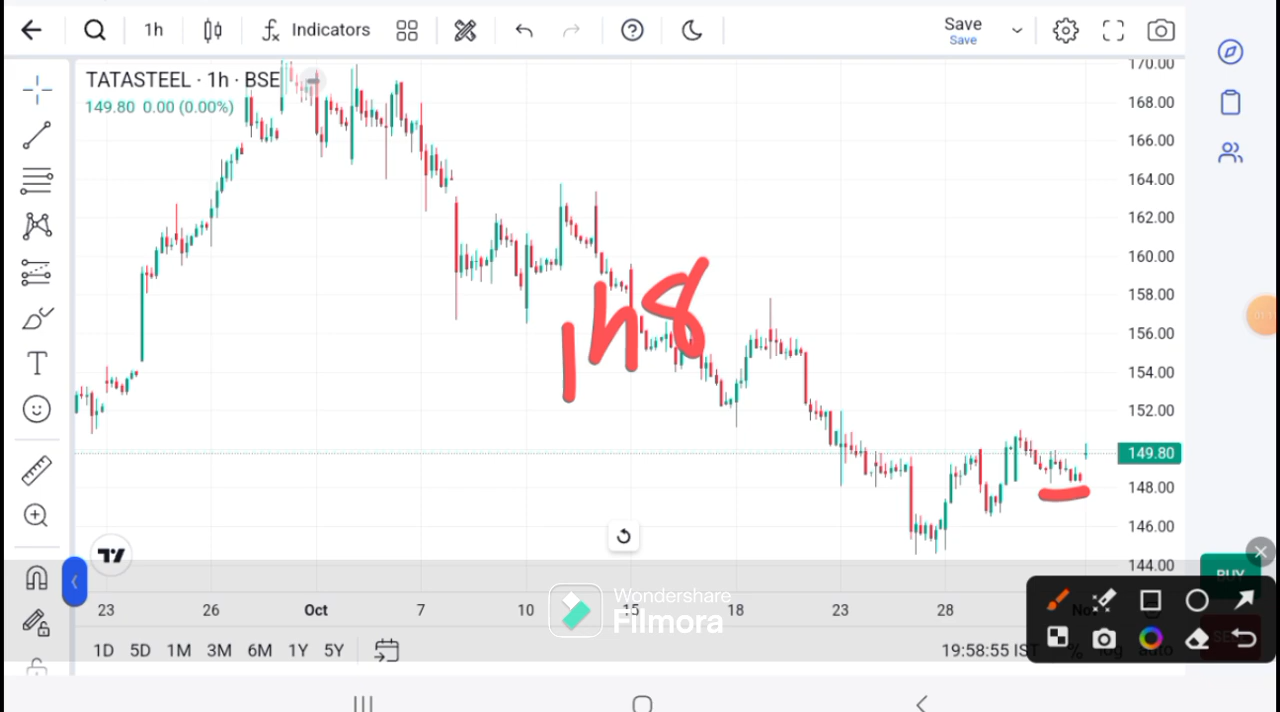 1h
Indicators
Save
Save
TATASTEEL · 1h · BSE
149.80 0.00 (0.00%)
170.00
168.00
166.00
164.00
162.00
160.00
158.00
156.00
154.00
152.00
149.80
148.00
146.00
144.00
148
BUY
23
26
Oct
7
10
15
18
23
28
Wondershare
Filmora
1D 5D 1M 3M 6M 1Y 5Y
19:58:55 IST
%
log
auto